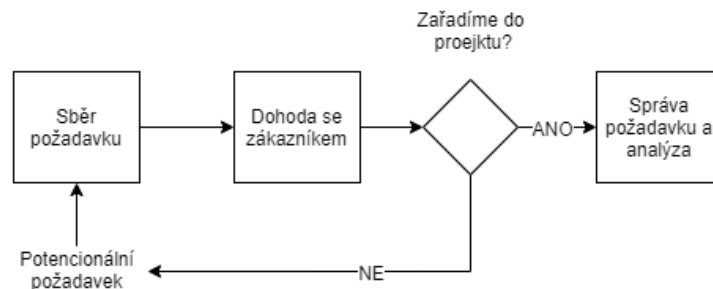 Zařadíme do
proejktu?
Sběr
požadavku
Dohoda se
zákazníkem
ANO
Správa
požadavku a
analýza
Potencionální
požadavek
NE